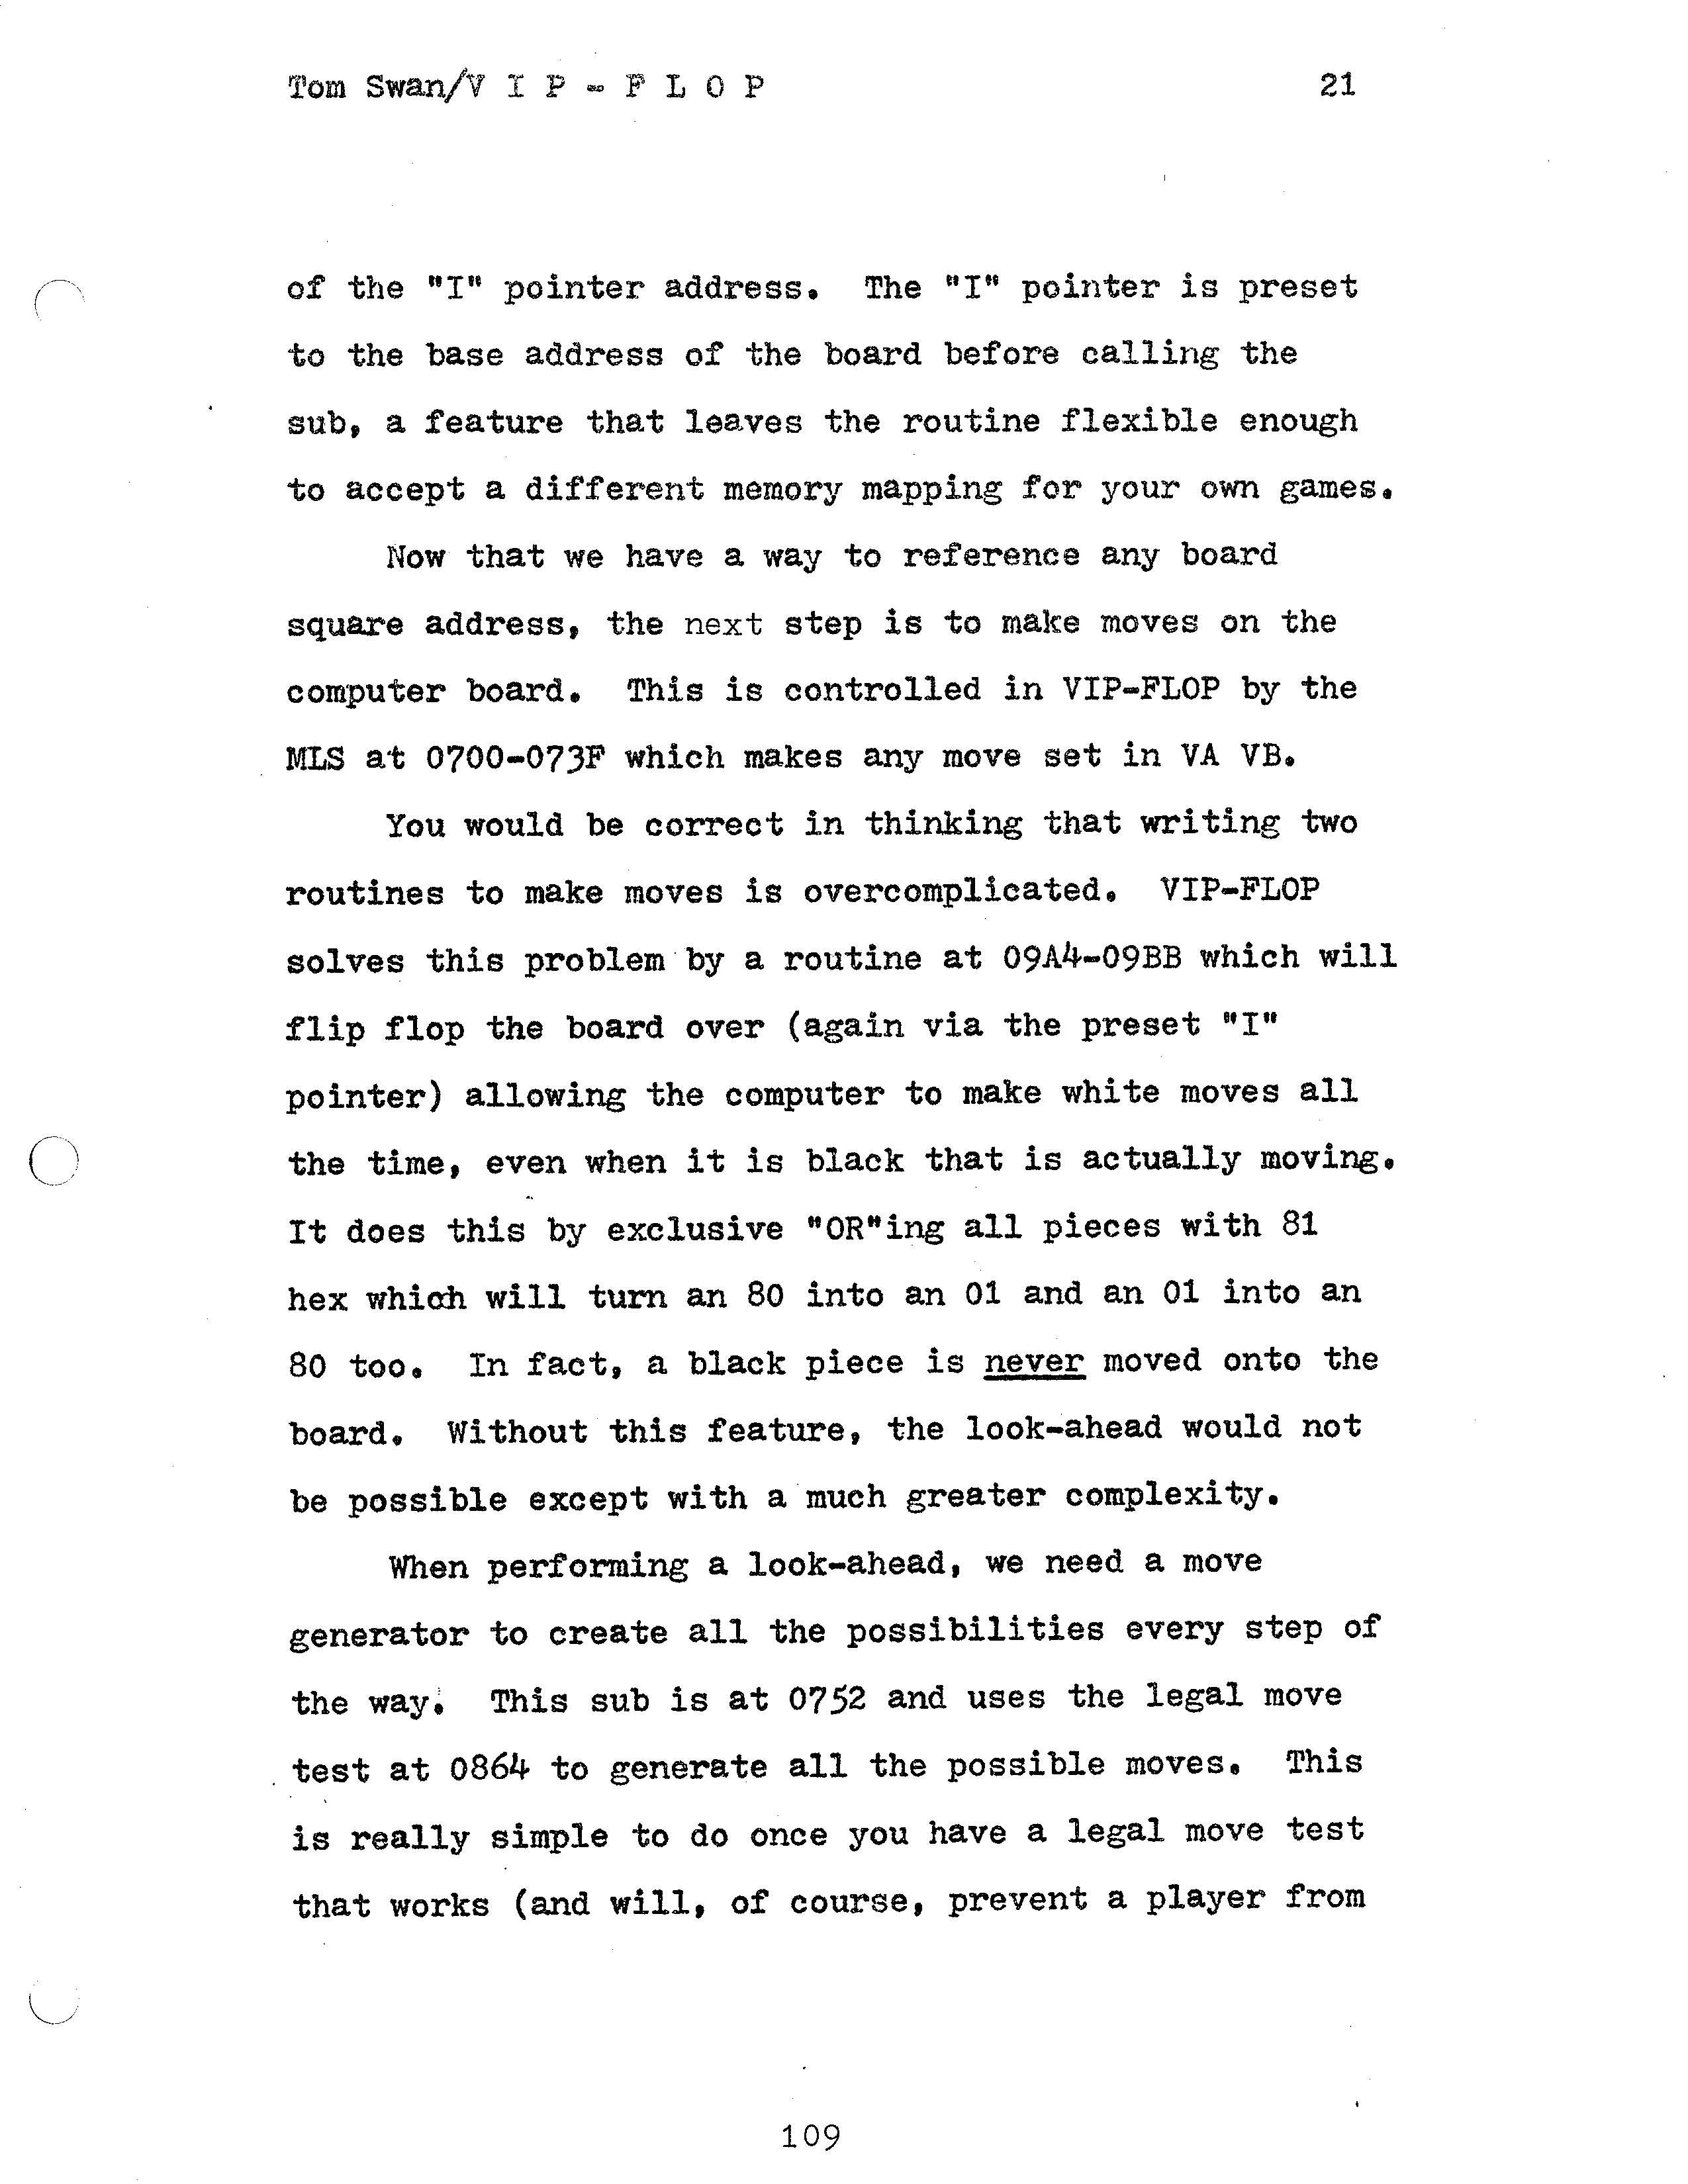 Tom Swan/V I P - F L O P 21
of the "I" pointer address.  The "I" pointer is preset
to the base address of the board before calling the
sub, a feature that leaves the routine flexible enough
to accept a different memory mapping for your own games.
Now that we have a way to reference any board
square address, the next step is to make moves on the
computer board.  This is controlled in VIP-FLOP by the
MLS at 0700-073F which makes any move set in VA VB.
You would be correct in thinking that writing two
routines to make moves is overcomplicated.  VIP-FLOP
solves this problem by a routine at 09A4-09BB which will
flip flop the board over (again via the preset "I"
pointer) allowing the computer to make white moves all
the time, even when it is black that is actually moving.
It does this by exclusive "OR"ing all pieces with 81
hex which will turn an 80 into an 01 and an 01 into an
80 too.  In fact, a black piece is never moved onto the
board.  Without this feature, the look-ahead would not
be possible except with a much greater complexity.
When performing a look-ahead, we need a move
generator to create all the possibilities every step of
the way.  This sub is at 0752 and uses the legal move
test at 0864 to generate all the possible moves.  This
is really simple to do once you have a legal move test
that works (and will, of course, prevent a player from
109